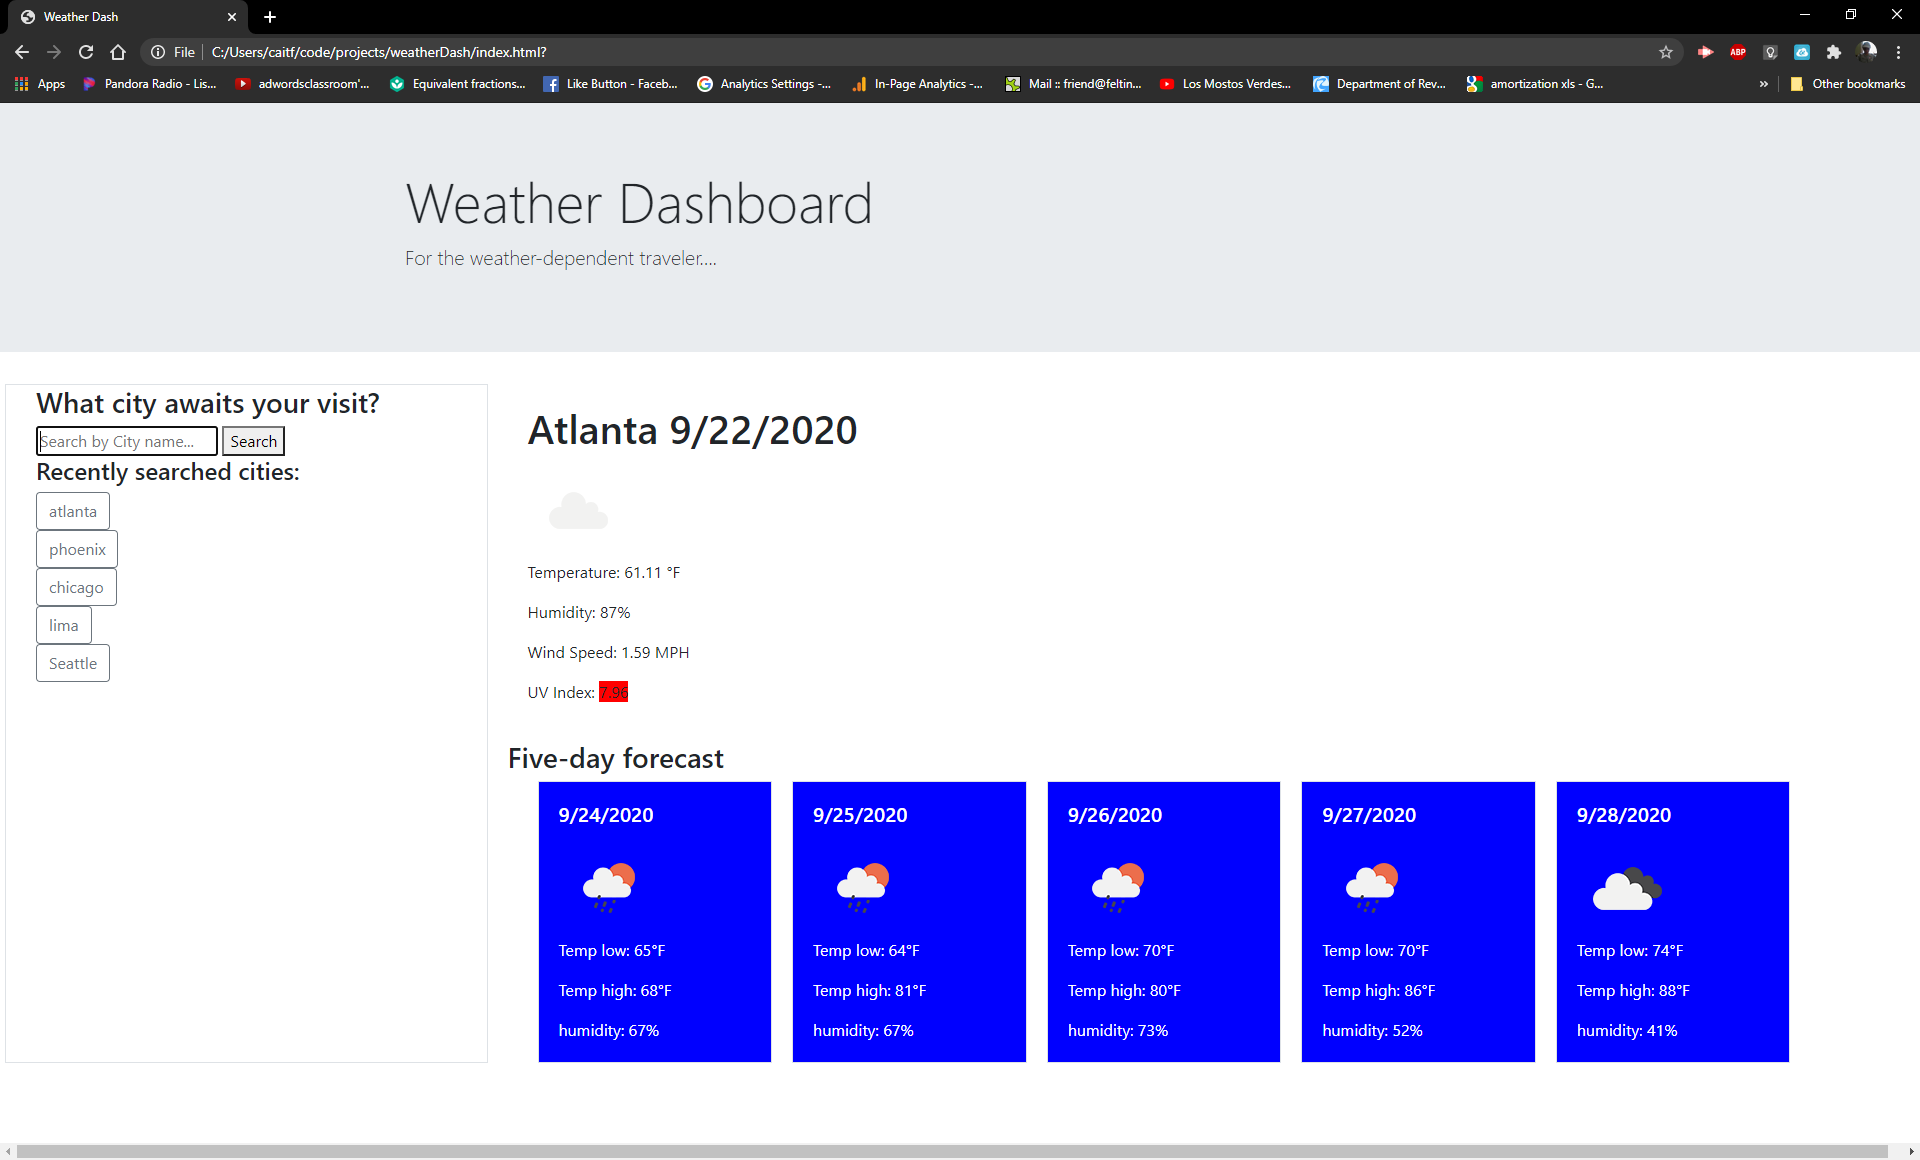 Weather Dash
File C:/Users/caitf/code/projects/weatherDash/index.html?
ABP
Apps Pandora Radio - Lis... adwordsclassroom'... Equivalent fractions... Like Button - Faceb... Analytics Settings -... In-Page Analytics -... Mail :: friend@feltin... Los Mostos Verdes... Department of Rev... amortization xls - G... » Other bookmarks
Weather Dashboard
For the weather-dependent traveler....
What city awaits your visit?
Search by City name... Search
Recently searched cities:
atlanta
phoenix
chicago
lima
Seattle
Atlanta 9/22/2020
Temperature: 61.11 °F
Humidity: 87%
Wind Speed: 1.59 MPH
UV Index: 7.96
Five-day forecast
9/24/2020
Temp low: 65°F
Temp high: 68°F
humidity: 67%
9/25/2020
Temp low: 64°F
Temp high: 81°F
humidity: 67%
9/26/2020
Temp low: 70°F
Temp high: 80°F
humidity: 73%
9/27/2020
Temp low: 70°F
Temp high: 86°F
humidity: 52%
9/28/2020
Temp low: 74°F
Temp high: 88°F
humidity: 41%